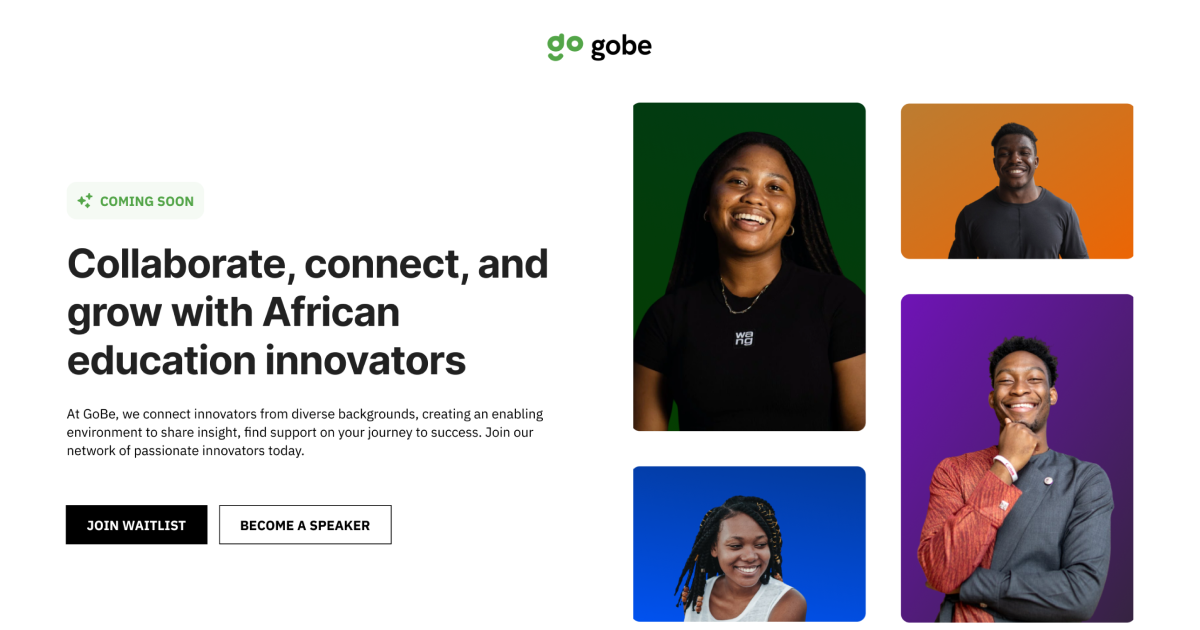 go gobe
COMING SOON
Collaborate, connect, and
grow with African
education innovators
At GoBe, we connect innovators from diverse backgrounds, creating an enabling
environment to share insight, find support on your journey to success. Join our
network of passionate innovators today.
JOIN WAITLIST
BECOME A SPEAKER
wa
ng